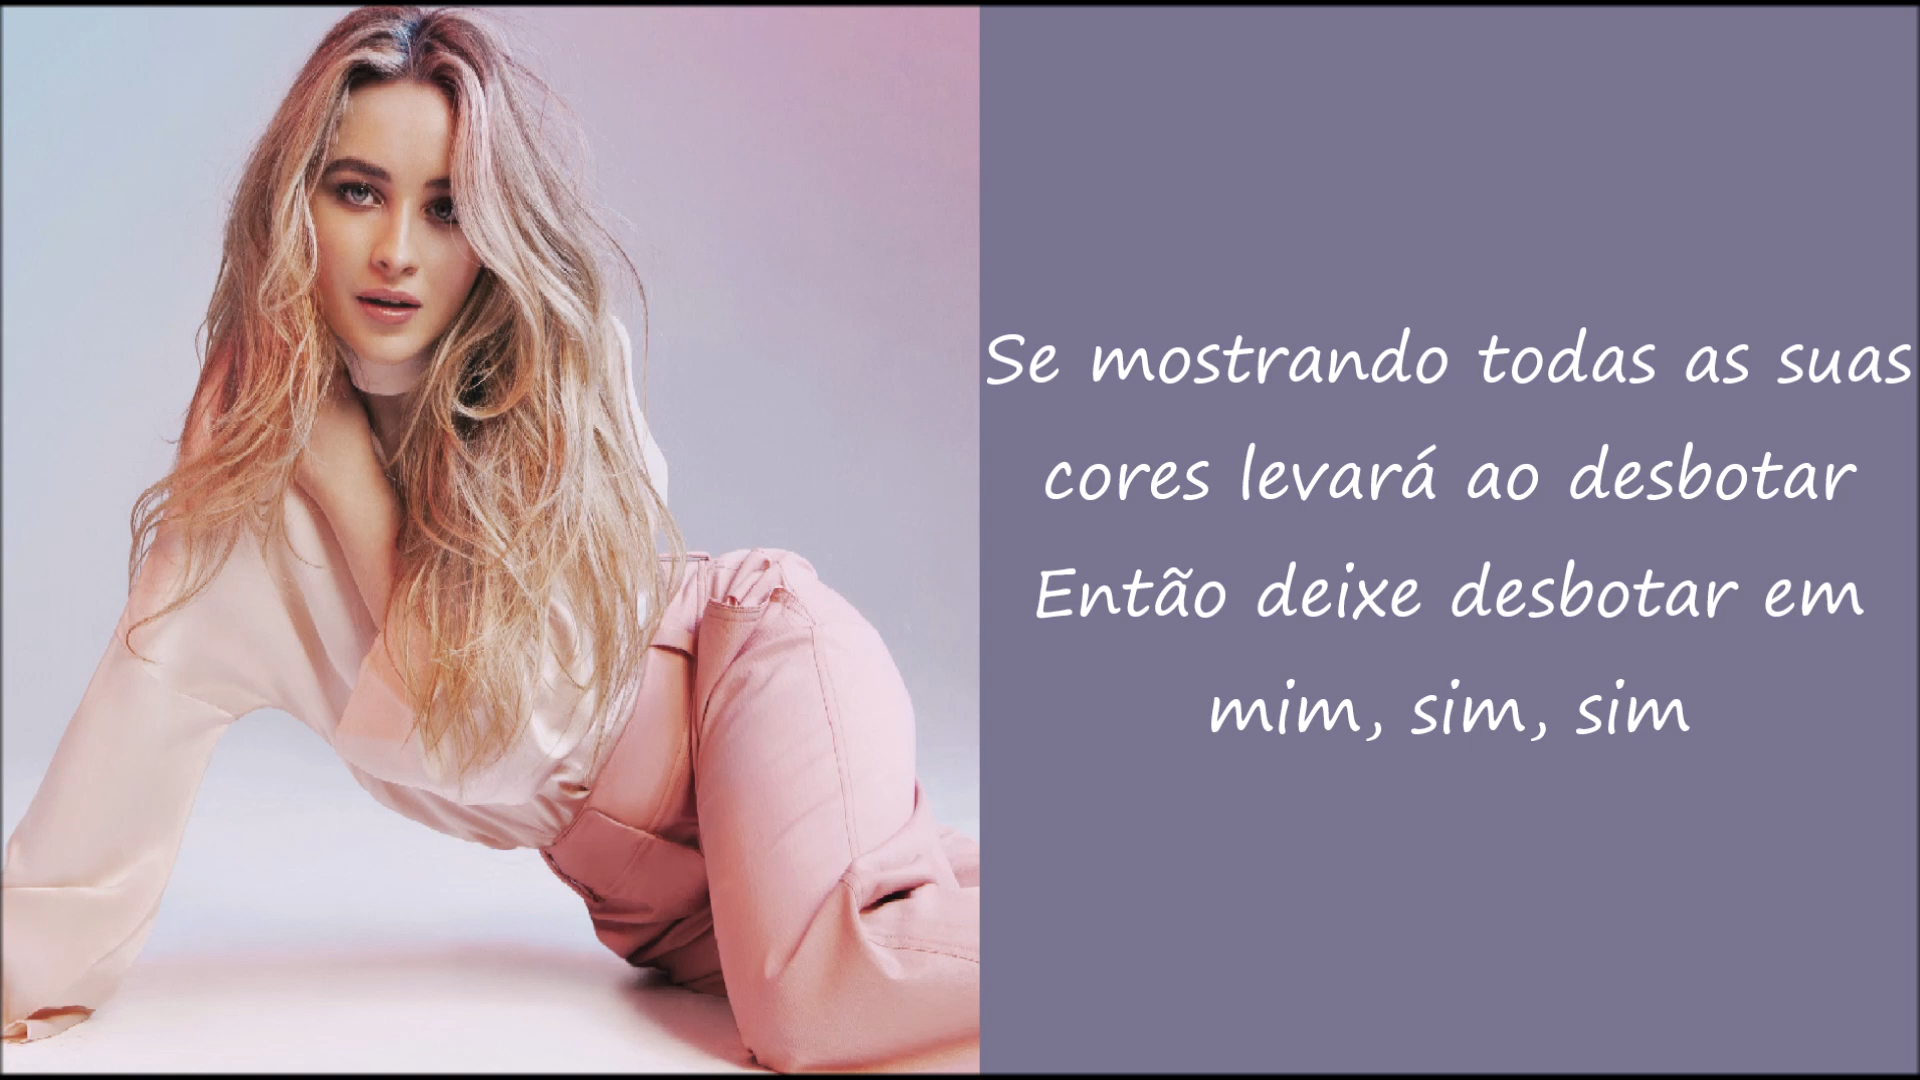 Se mostrando todas as suas
cores levará ao desbotar
Então deixe desbotar em
mim, sim, sim